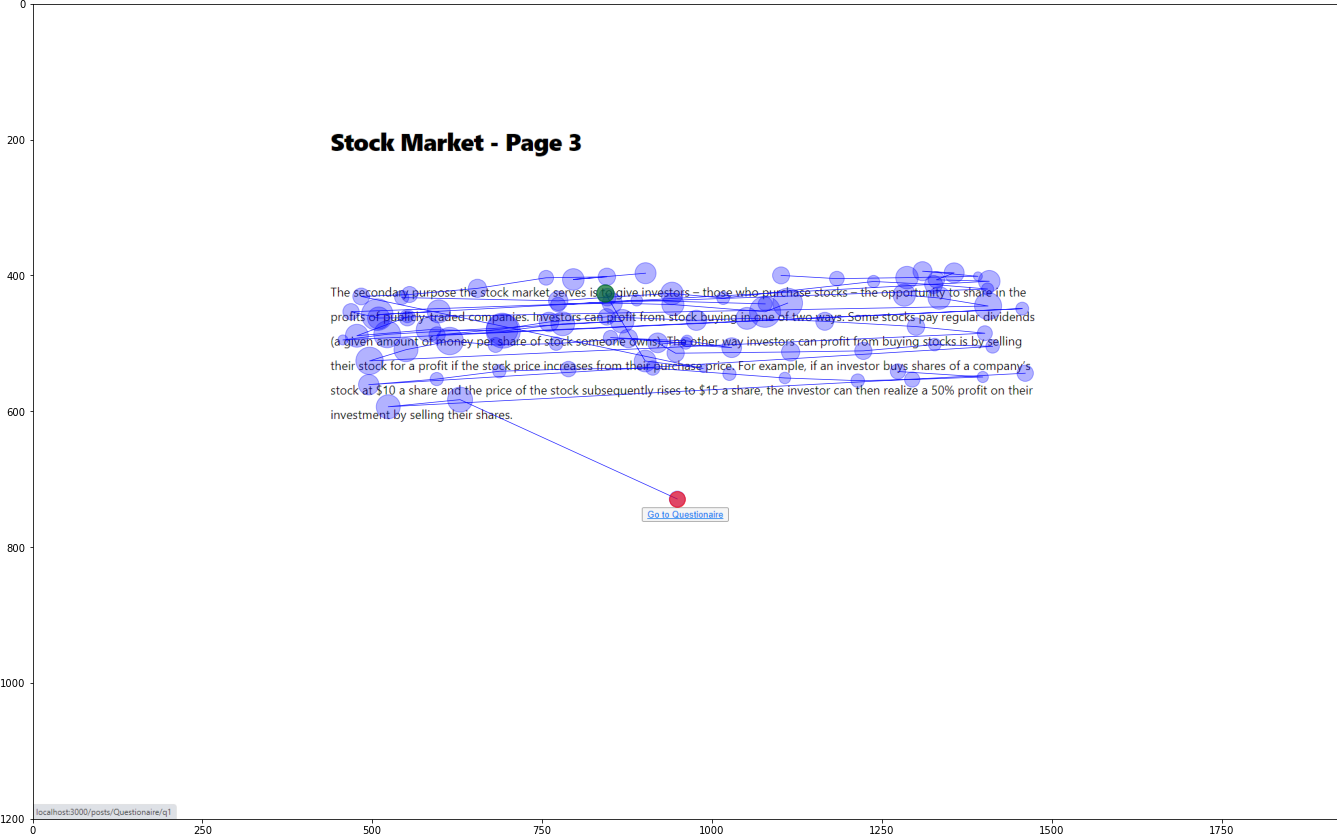 0
200
Stock Market - Page 3
400
The secondary purpose the stock market serves is to give investors – those who purchase stocks – the opportunity to share in the
profits of publicly-traded companies. Investors can profit from stock buying in one of two ways. Some stocks pay regular dividends
(a given amount of money per share of stock someone owns). The other way investors can profit from buying stocks is by selling
their stock for a profit if the stock price increases from their purchase price. For example, if an investor buys shares of a company's
stock at $10 a share and the price of the stock subsequently rises to $15 a share, the investor can then realize a 50% profit on their
600
investment by selling their shares.
Go to Questionaire
800
1000
localhost:3000/posts/Questionaire/q1
1200
0 250 500 750 1000 1250 1500 1750